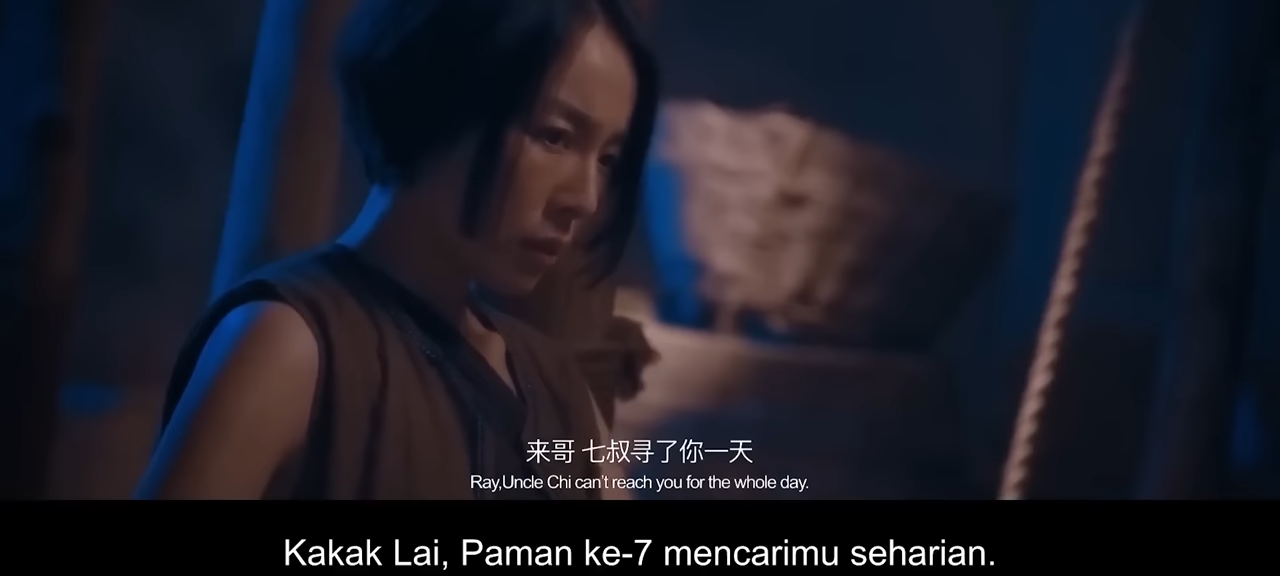 来哥 七叔寻了你一天
Ray,Uncle Chi can't reach you for the whole day.
Kakak Lai, Paman ke-7 mencarimu seharian.